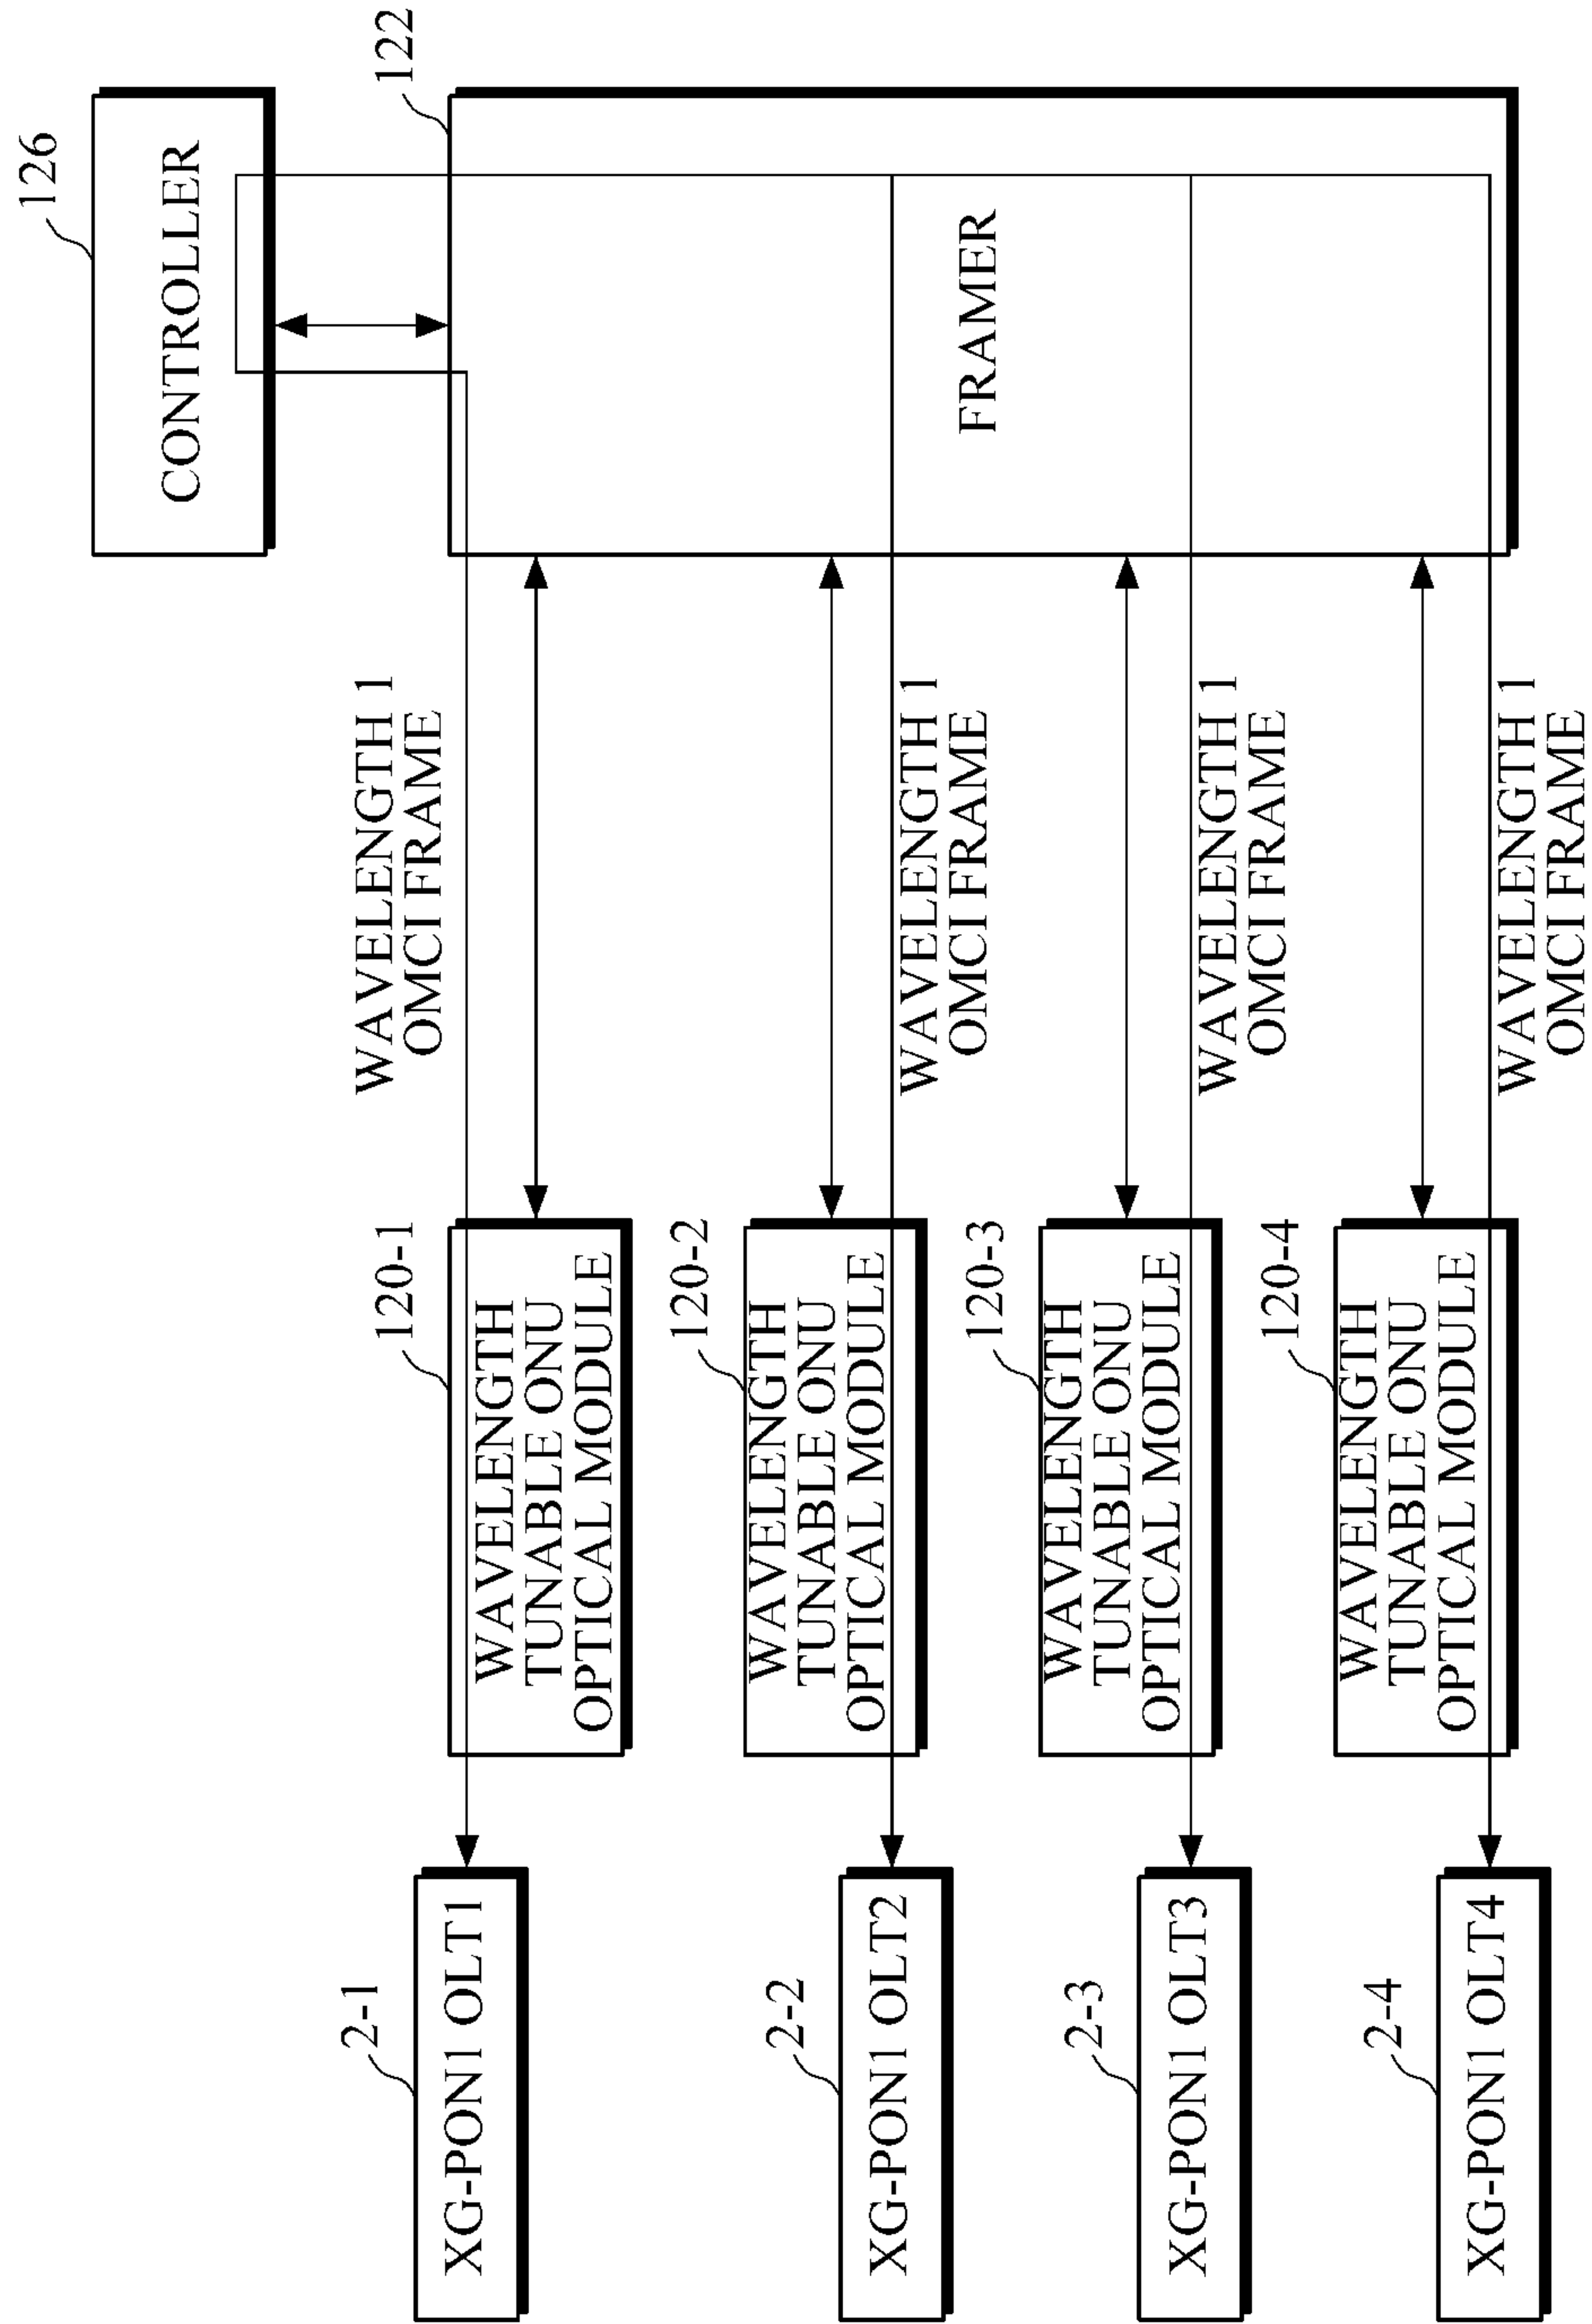 126
CONTROLLER
122
FRAMER
WAVELENGTH 1
OMCI FRAME
WAVELENGTH 1
OMCI FRAME
WAVELENGTH 1
OMCI FRAME
WAVELENGTH 1
OMCI FRAME
120-1
WAVELENGTH
TUNABLE ONU
OPTICAL MODULE
120-2
WAVELENGTH
TUNABLE ONU
OPTICAL MODULE
120-3
WAVELENGTH
TUNABLE ONU
OPTICAL MODULE
120-4
WAVELENGTH
TUNABLE ONU
OPTICAL MODULE
2-1
XG-PON1 OLT1
2-2
XG-PON1 OLT2
2-3
XG-PON1 OLT3
2-4
XG-PON1 OLT4